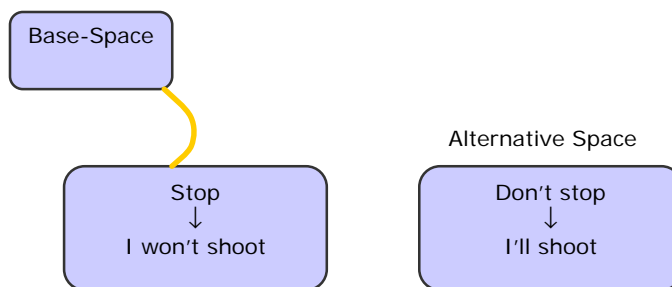 Base-Space
Alternative Space
Stop
↓
I won't shoot
Don't stop
↓
I'll shoot